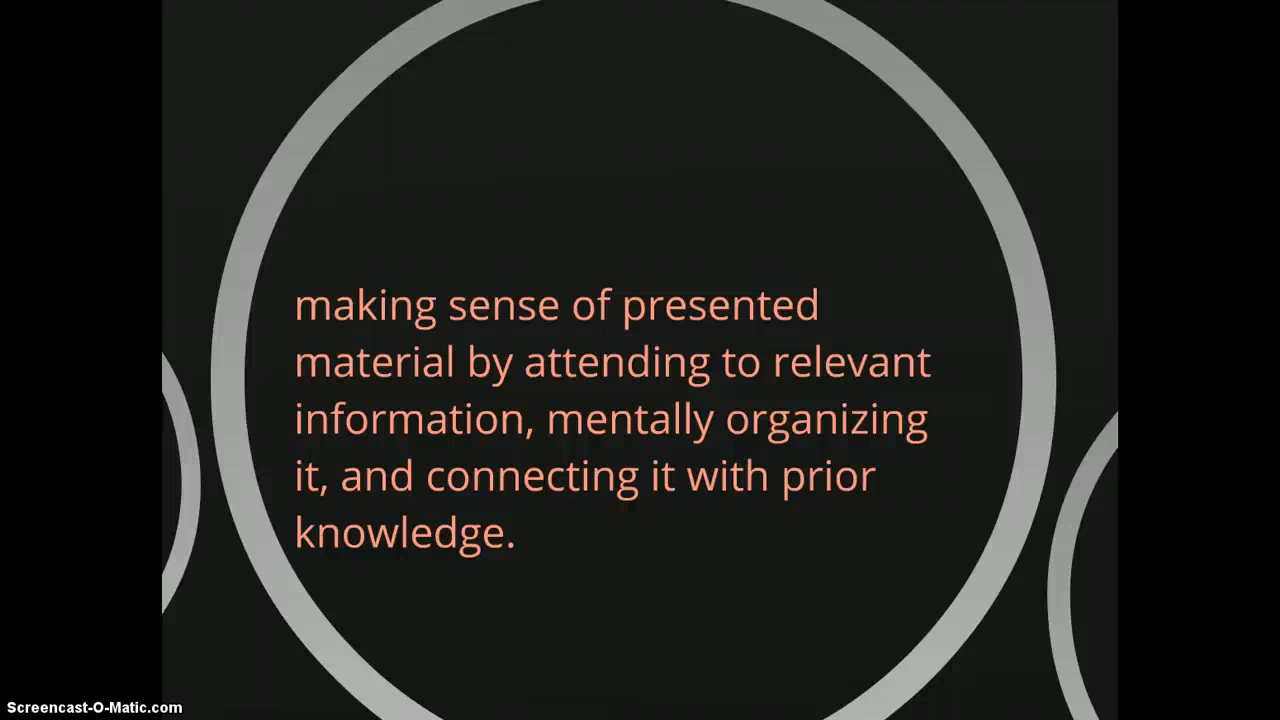 making sense of presented
material by attending to relevant
information, mentally organizing
it, and connecting it with prior
knowledge.
Screencast-O-Matic.com